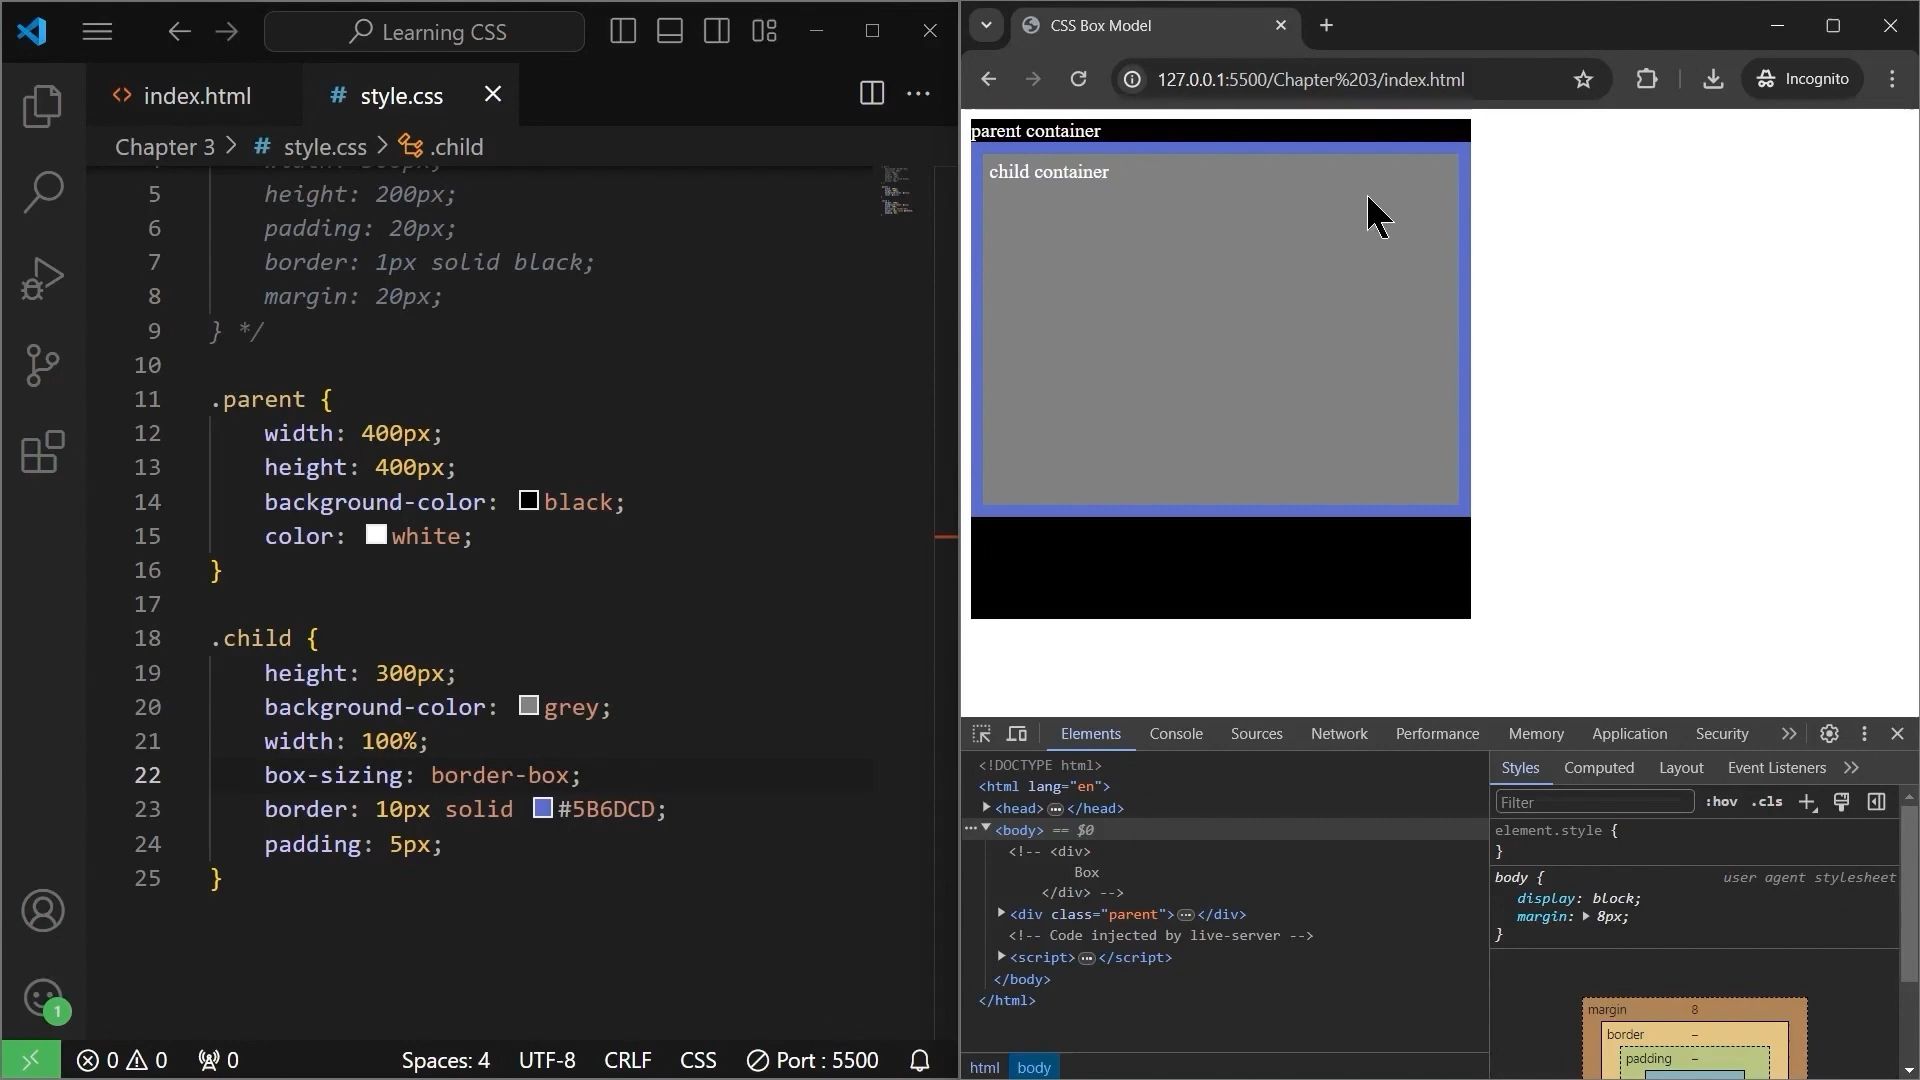 Learning CSS
index.html
# style.css
Chapter 3 > # style.css > .child
5 height: 200px;
6 padding: 20px;
7 border: 1px solid black;
8 margin: 20px;
9 } */
10
11 .parent {
12 width: 400px;
13 height: 400px;
14 background-color: black;
15 color: white;
16 }
17
18 .child {
19 height: 300px;
20 background-color: grey;
21 width: 100%;
22 box-sizing: border-box;
23 border: 10px solid #5B6DCD;
24 padding: 5px;
25 }
1
0 0 0 Spaces: 4 UTF-8 CRLF CSS Port : 5500
CSS Box Model
127.0.0.1:5500/Chapter%203/index.html
Incognito
parent container
child container
Elements Console Sources Network Performance Memory Application Security
<!DOCTYPE html>
<html lang="en">
<head> </head>
<body> == $0
<!-- <div>
Box
</div> -->
<div class="parent"> </div>
<!-- Code injected by live-server -->
<script> </script>
</body>
</html>
html body
Styles Computed Layout Event Listeners
Filter :hov .cls
element.style {
}
body { user agent stylesheet
display: block;
margin: 8px;
}
margin 8
border –
padding –